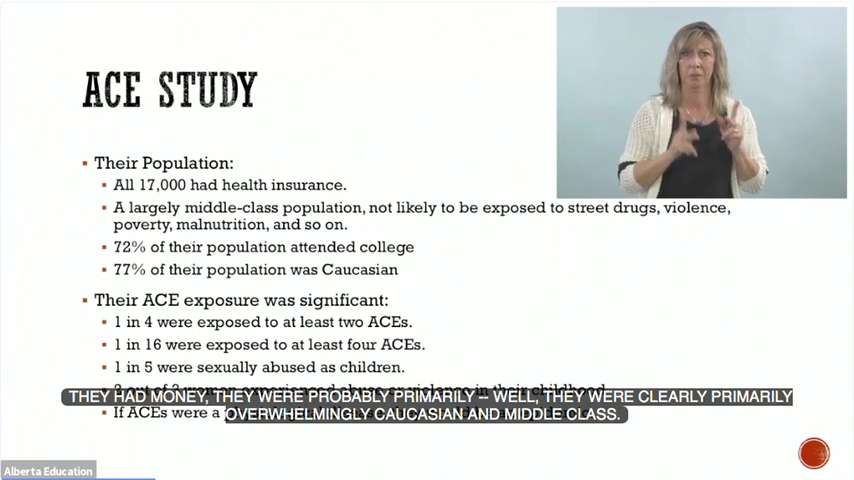 ACE STUDY
▪ Their Population:
▪ All 17,000 had health insurance.
▪ A largely middle-class population, not likely to be exposed to street drugs, violence,
poverty, malnutrition, and so on.
▪ 72% of their population attended college
▪ 77% of their population was Caucasian
▪ Their ACE exposure was significant:
▪ 1 in 4 were exposed to at least two ACEs.
▪ 1 in 16 were exposed to at least four ACEs.
▪ 1 in 5 were sexually abused as children.
THEY HAD MONEY, THEY WERE PROBABLY PRIMARILY -- WELL, THEY WERE CLEARLY PRIMARILY
▪ If ACEs were a
OVERWHELMINGLY CAUCASIAN AND MIDDLE CLASS.
Alberta Education